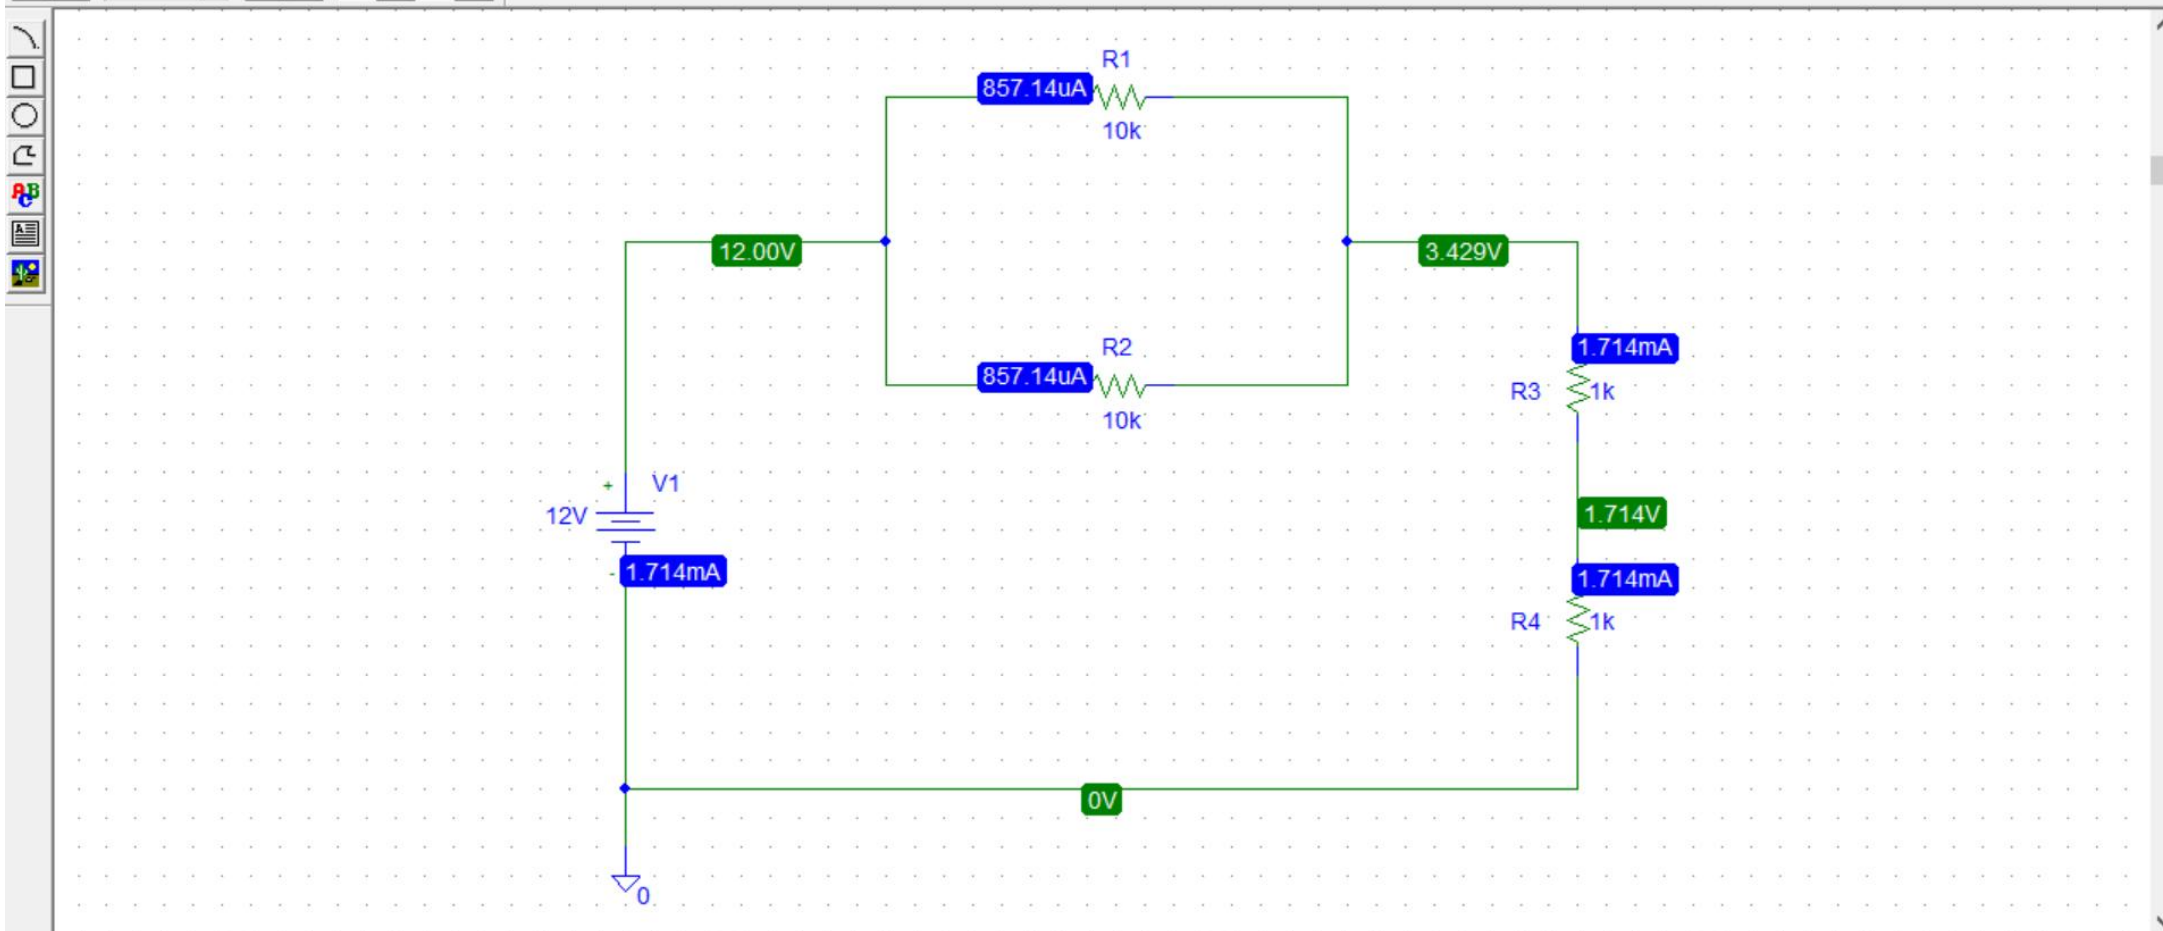 R1
857.14uA
10k
12.00V
3.429V
R2
857.14uA
10k
1.714mA
R3 1k
+ V1
12V
1.714V
- 1.714mA
1.714mA
R4 1k
0V
0
ABC
A